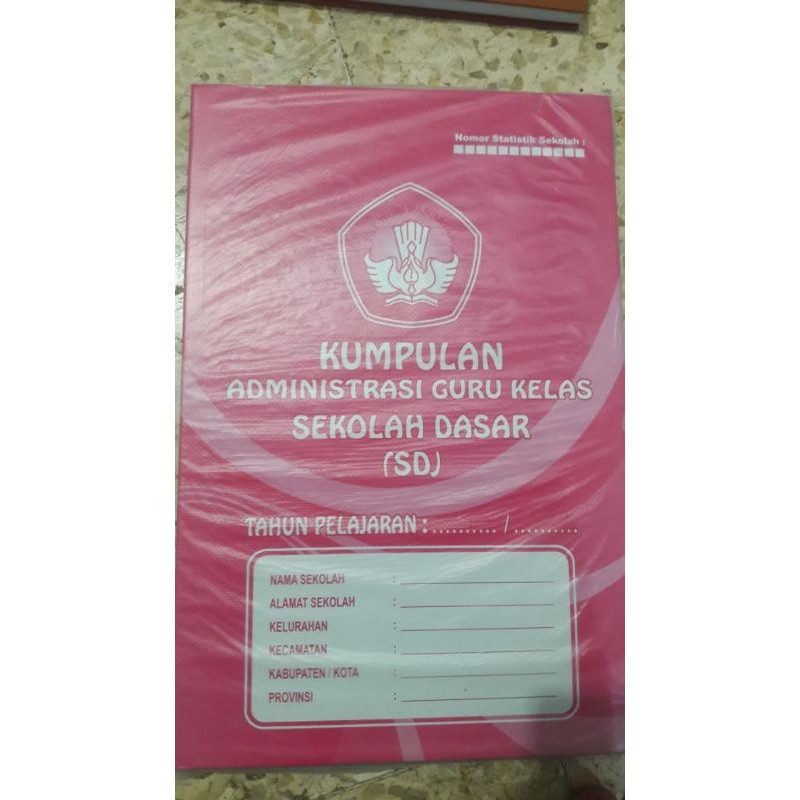 Nomor Statistik Sekolah :
KUMPULAN
ADMINISTRASI GURU KELAS
SEKOLAH DASAR
(SD)
TAHUN PELAJARAN : .......... / ..........
NAMA SEKOLAH :
ALAMAT SEKOLAH :
KELURAHAN :
KECAMATAN :
KABUPATEN / KOTA :
PROVINSI :